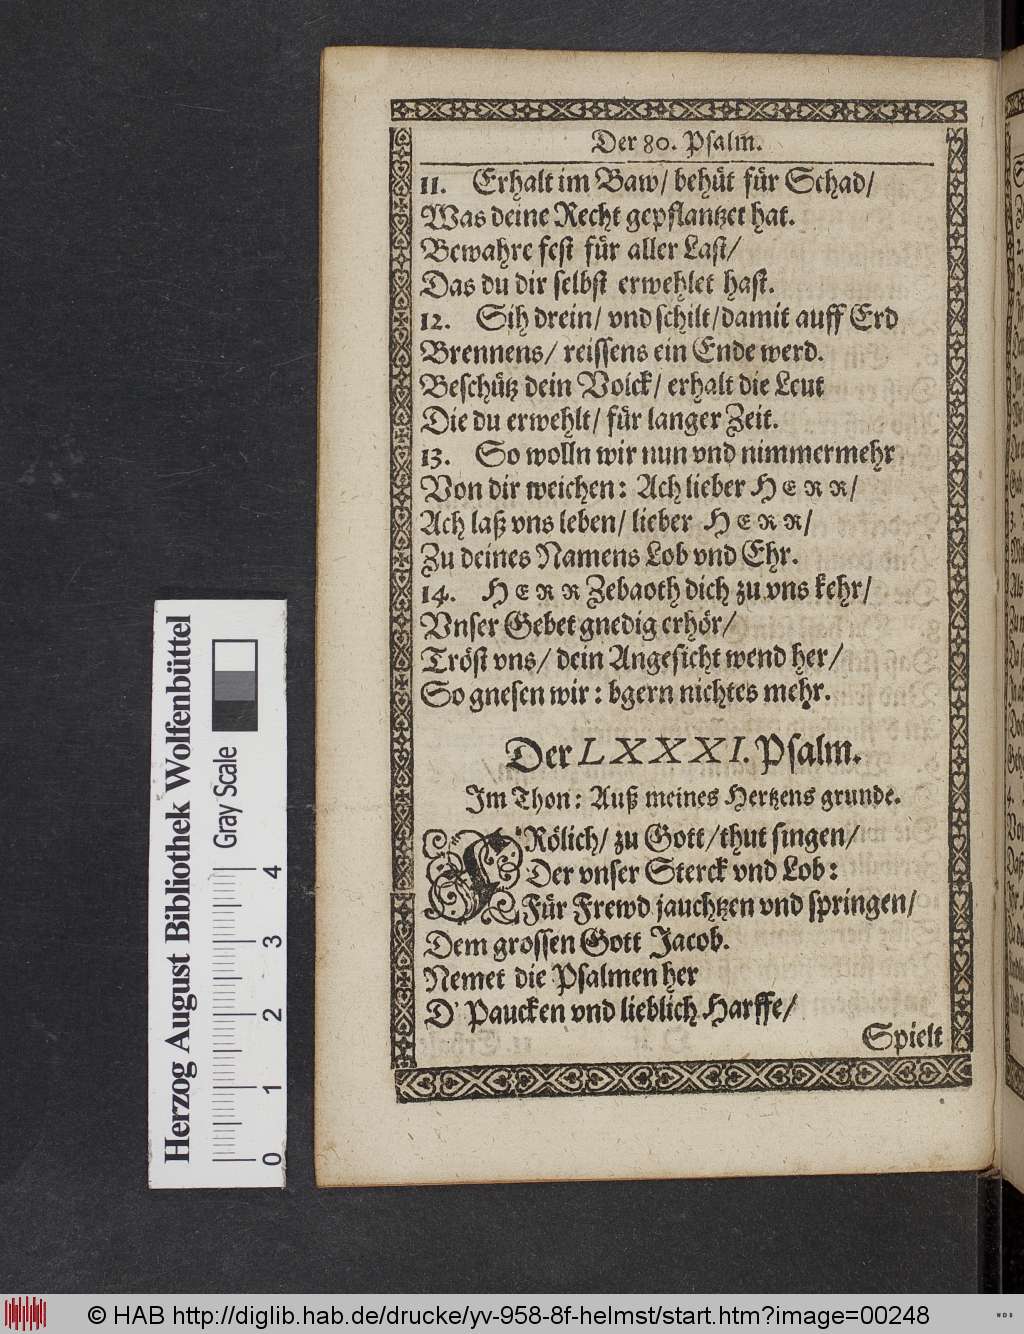 Der 80. Psalm.
11. Erhalt im Baw/ behüt für Schad/
Was deine Recht gepflantzet hat.
Bewahre fest für aller Last/
Das du dir selbst erwehlet hast.
12. Sih drein/ vnd schilt/damit auff Erd
Brennens/ reissens ein Ende werd.
Beschütz dein Volck/ erhalt die Leut
Die du erwehlt/ für langer Zeit.
13. So wolln wir nun vnd nimmermehr
Von dir weichen: Ach lieber HERR/
Ach laß vns leben/ lieber HERR/
Zu deines Namens Lob vnd Ehr.
14. HERR Zebaoth dich zu vns kehr/
Vnser Gebet gnedig erhör/
Tröst vns/ dein Angesicht wend her/
So gnesen wir: bgern nichtes mehr.
Der LXXXI. Psalm.
Im Thon: Auß meines Hertzens grunde.
FRölich/ zu Gott/thut singen/
Der vnser Sterck vnd Lob:
Für Frewd jauchtzen vnd springen/
Dem grossen Gott Jacob.
Nemet die Psalmen her
D' Paucken vnd lieblich Harffe/
Spielt
Herzog August Bibliothek Wolfenbüttel
Gray Scale
0 1 2 3 4
© HAB http://diglib.hab.de/drucke/yv-958-8f-helmst/start.htm?image=00248